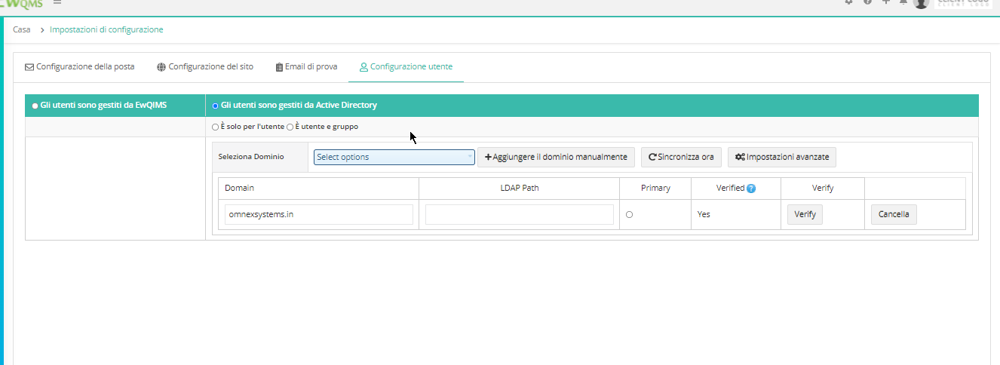 EwQMS
Casa > Impostazioni di configurazione
Configurazione della posta Configurazione del sito Email di prova Configurazione utente
Gli utenti sono gestiti da EwQIMS Gli utenti sono gestiti da Active Directory
È solo per l'utente È utente e gruppo
Seleziona Dominio Select options +Aggiungere il dominio manualmente Sincronizza ora Impostazioni avanzate
Domain LDAP Path Primary Verified ? Verify
omnexsystems.in Yes Verify Cancella